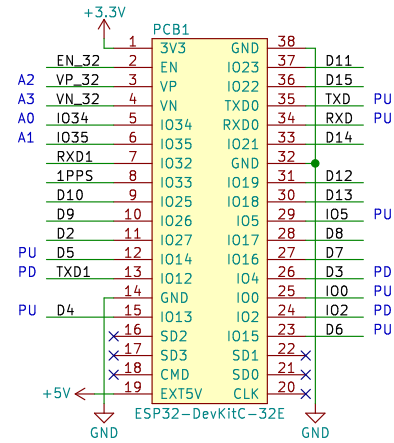 +3.3V
PCB1
1 3V3 GND 38
EN_32 2 EN IO23 37 D11
A2 VP_32 3 VP IO22 36 D15
A3 VN_32 4 VN TXD0 35 TXD PU
A0 IO34 5 IO34 RXD0 34 RXD PU
A1 IO35 6 IO35 IO21 33 D14
RXD1 7 IO32 GND 32
1PPS 8 IO33 IO19 31 D12
D10 9 IO25 IO18 30 D13
D9 10 IO26 IO5 29 IO5 PU
D2 11 IO27 IO17 28 D8
PU D5 12 IO14 IO16 27 D7
PD TXD1 13 IO12 IO4 26 D3 PD
14 GND IO0 25 IO0 PU
PU D4 15 IO13 IO2 24 IO2 PD
16 SD2 IO15 23 D6 PU
17 SD3 SD1 22
18 CMD SD0 21
+5V 19 EXT5V CLK 20
ESP32-DevKitC-32E
GND GND